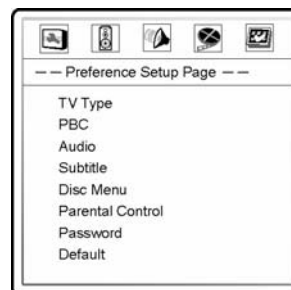 -- Preference Setup Page --
TV Type
PBC
Audio
Subtitle
Disc Menu
Parental Control
Password
Default